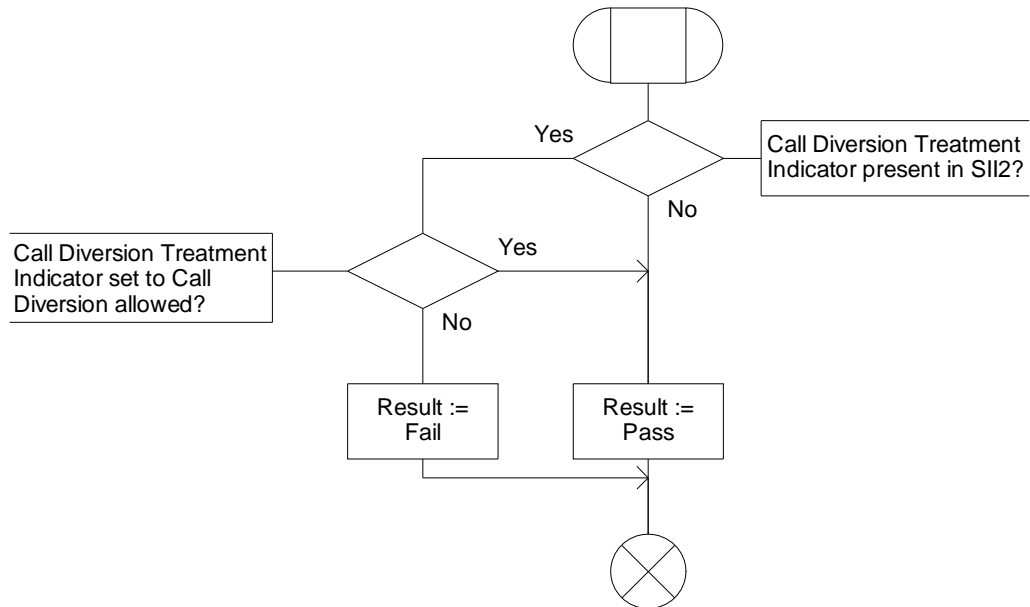 Yes
Call Diversion Treatment
Indicator present in SII2?
No
Call Diversion Treatment
Indicator set to Call
Diversion allowed?
Yes
No
Result :=
Fail
Result :=
Pass